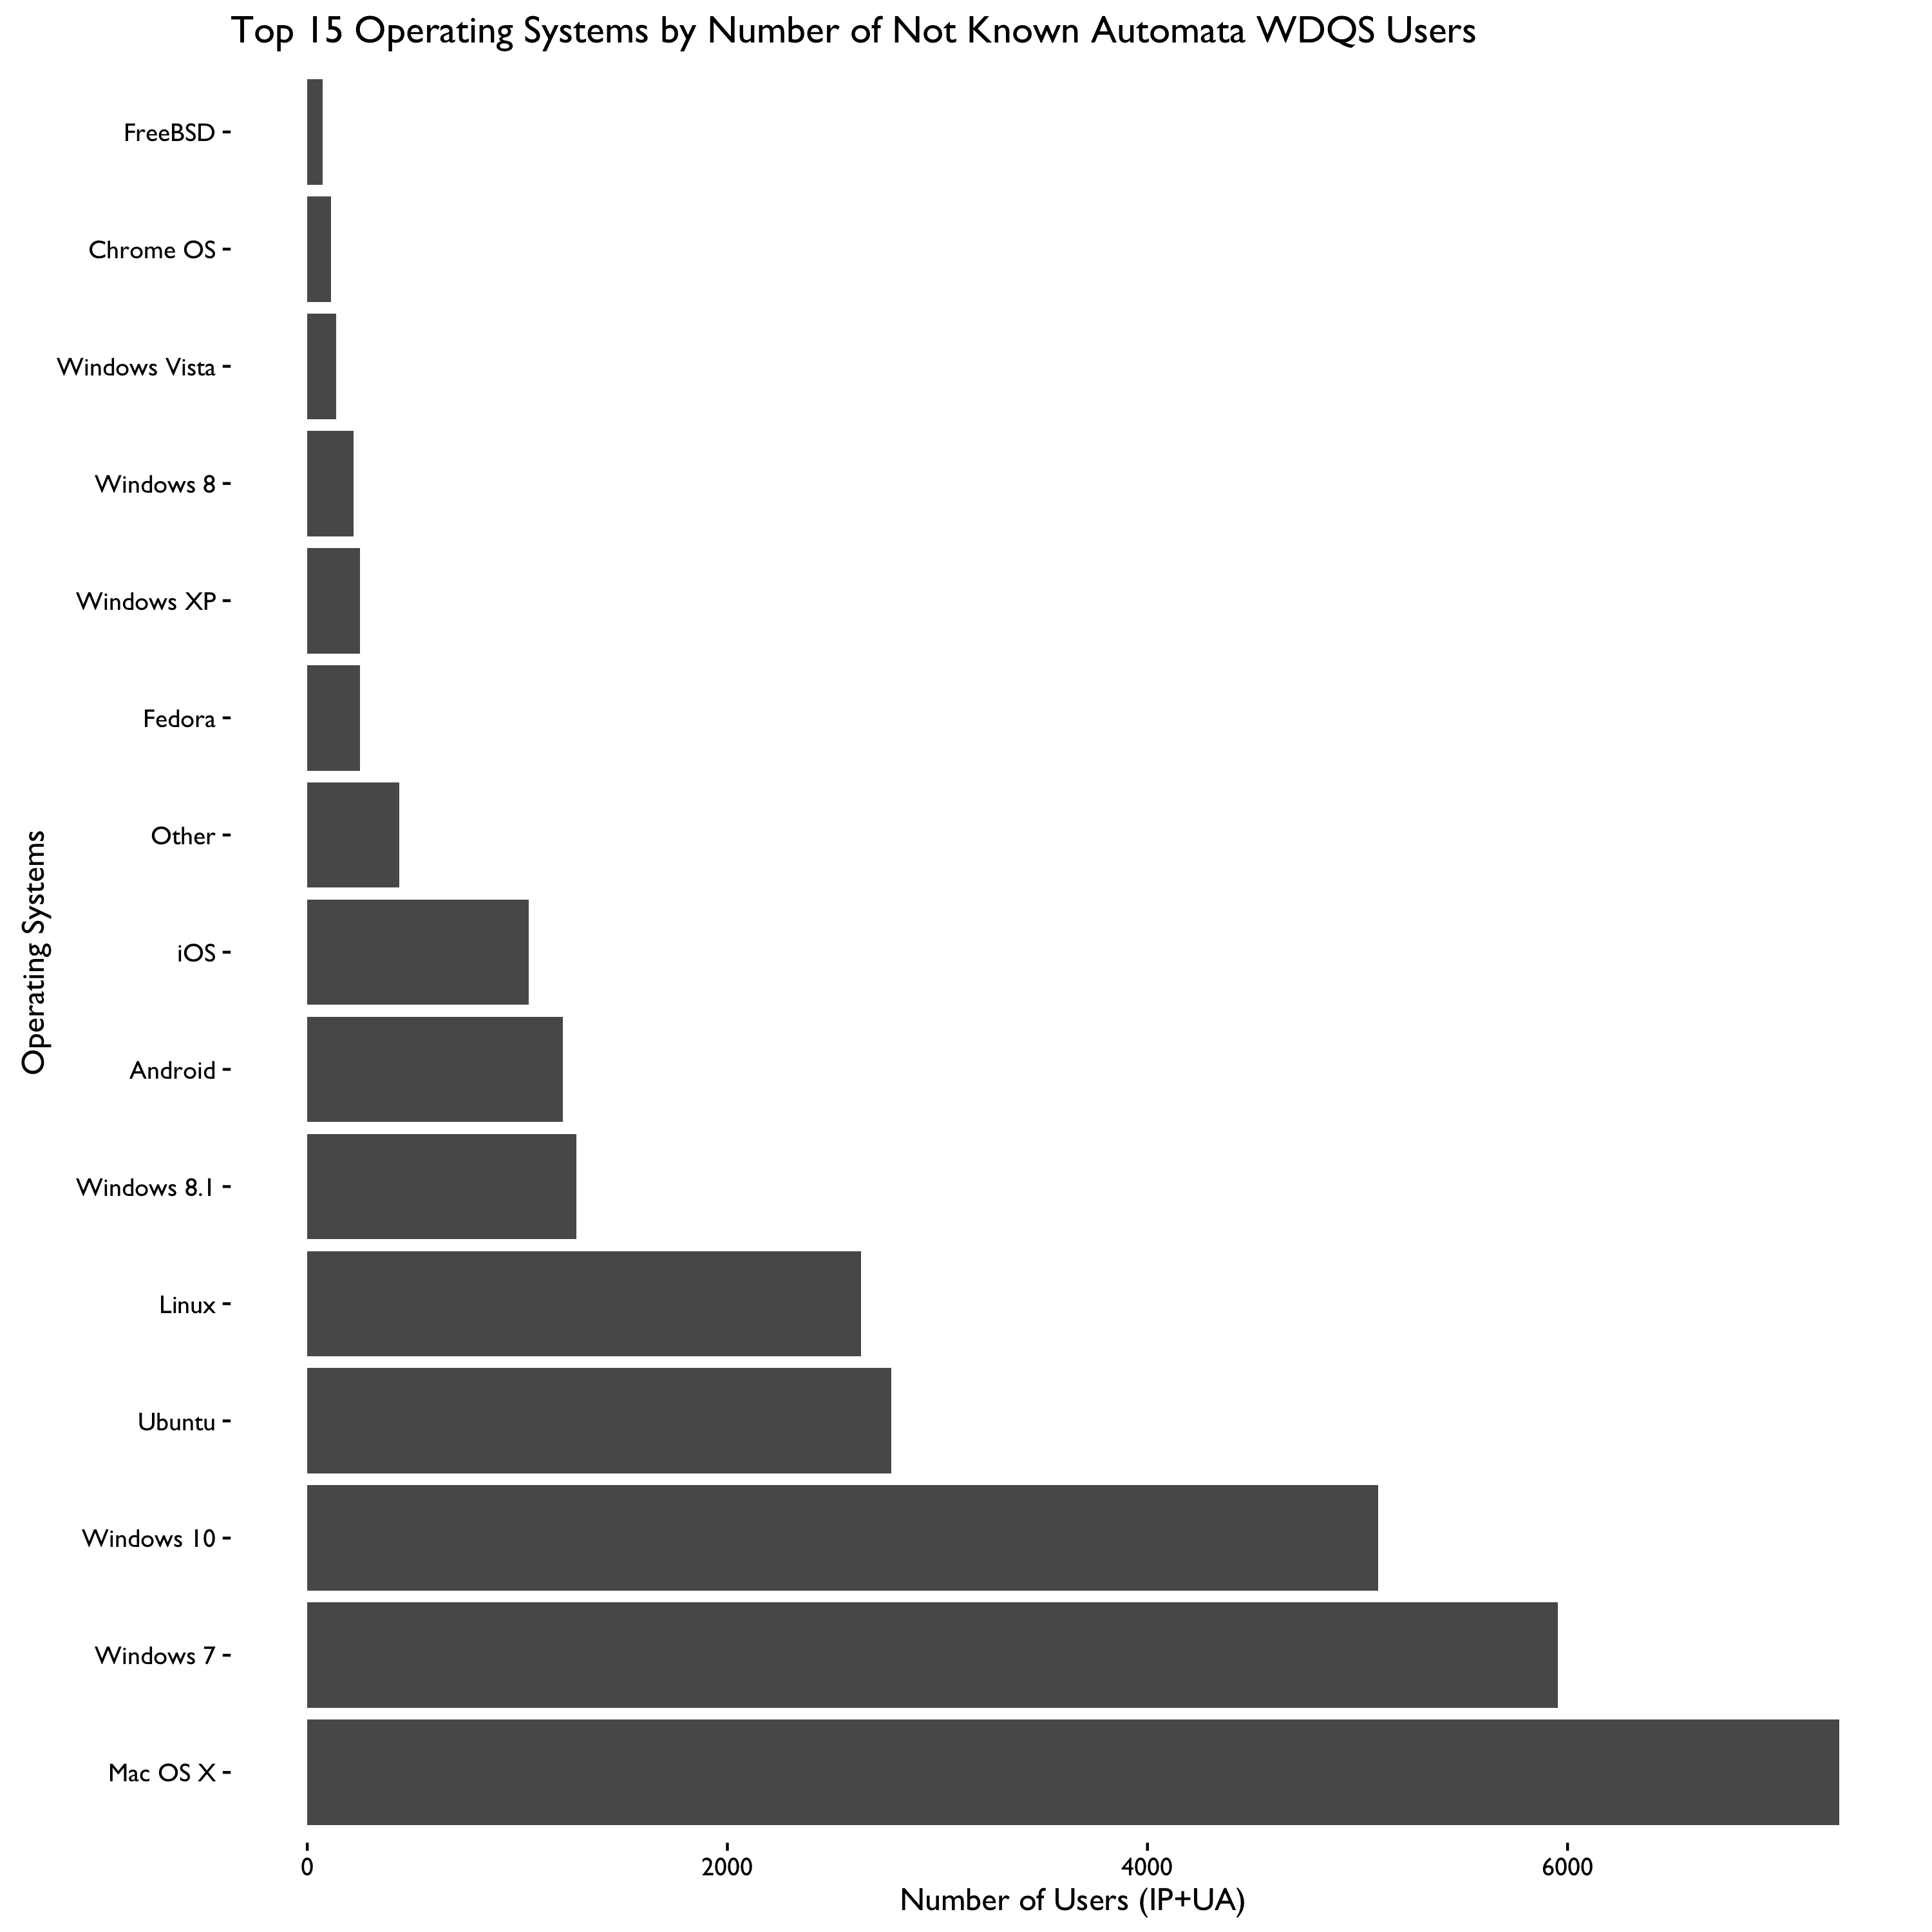 Top 15 Operating Systems by Number of Not Known Automata WDQS Users
FreeBSD
Chrome OS
Windows Vista
Windows 8
Windows XP
Fedora
Other
iOS
Android
Windows 8.1
Linux
Ubuntu
Windows 10
Windows 7
Mac OS X
Operating Systems
0 2000 4000 6000
Number of Users (IP+UA)